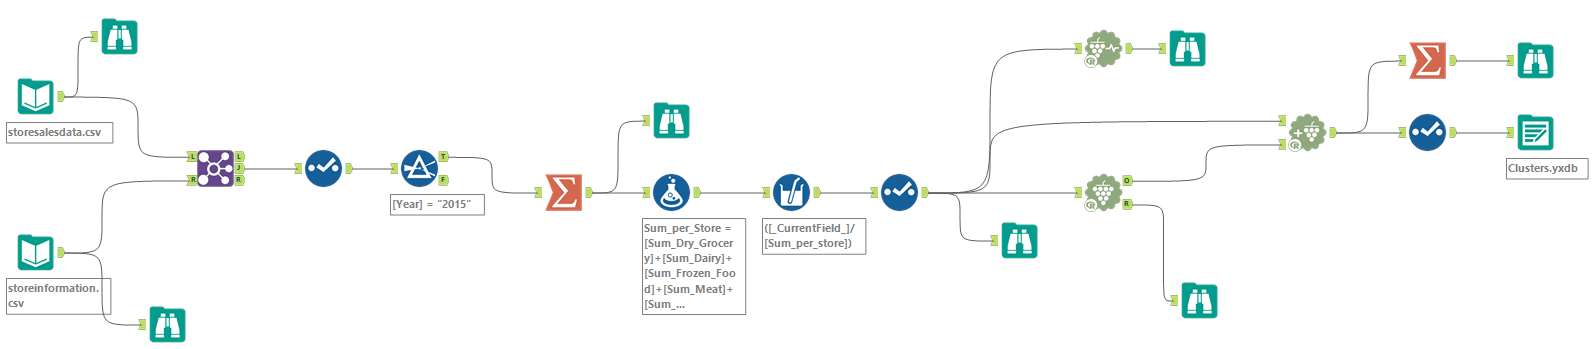 storesalesdata.csv
L
R
L
J
R
[Year] = "2015"
T
F
storeinformation.
csv
Sum_per_Store =
[Sum_Dry_Grocer
y]+[Sum_Dairy]+
[Sum_Frozen_Foo
d]+[Sum_Meat]+
[Sum_...
([_CurrentField_]/
[Sum_per_store])
R
R
O
R
R
Clusters.yxdb